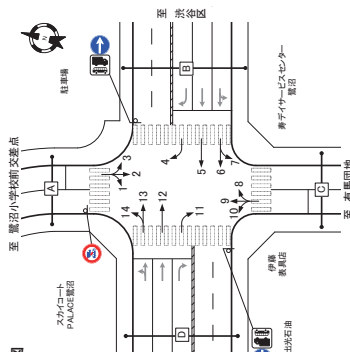 至 鷺沼小学校前交差点
至 渋谷区
駐車場
N
A
B
スカイコート
PALACE鷺沼
寿デイサービスセンター
鷺沼
1
2
3
4
5
6
7
8
9
10
11
12
13
14
C
D
伊藤
表具店
出光石油
至 有馬団地
図